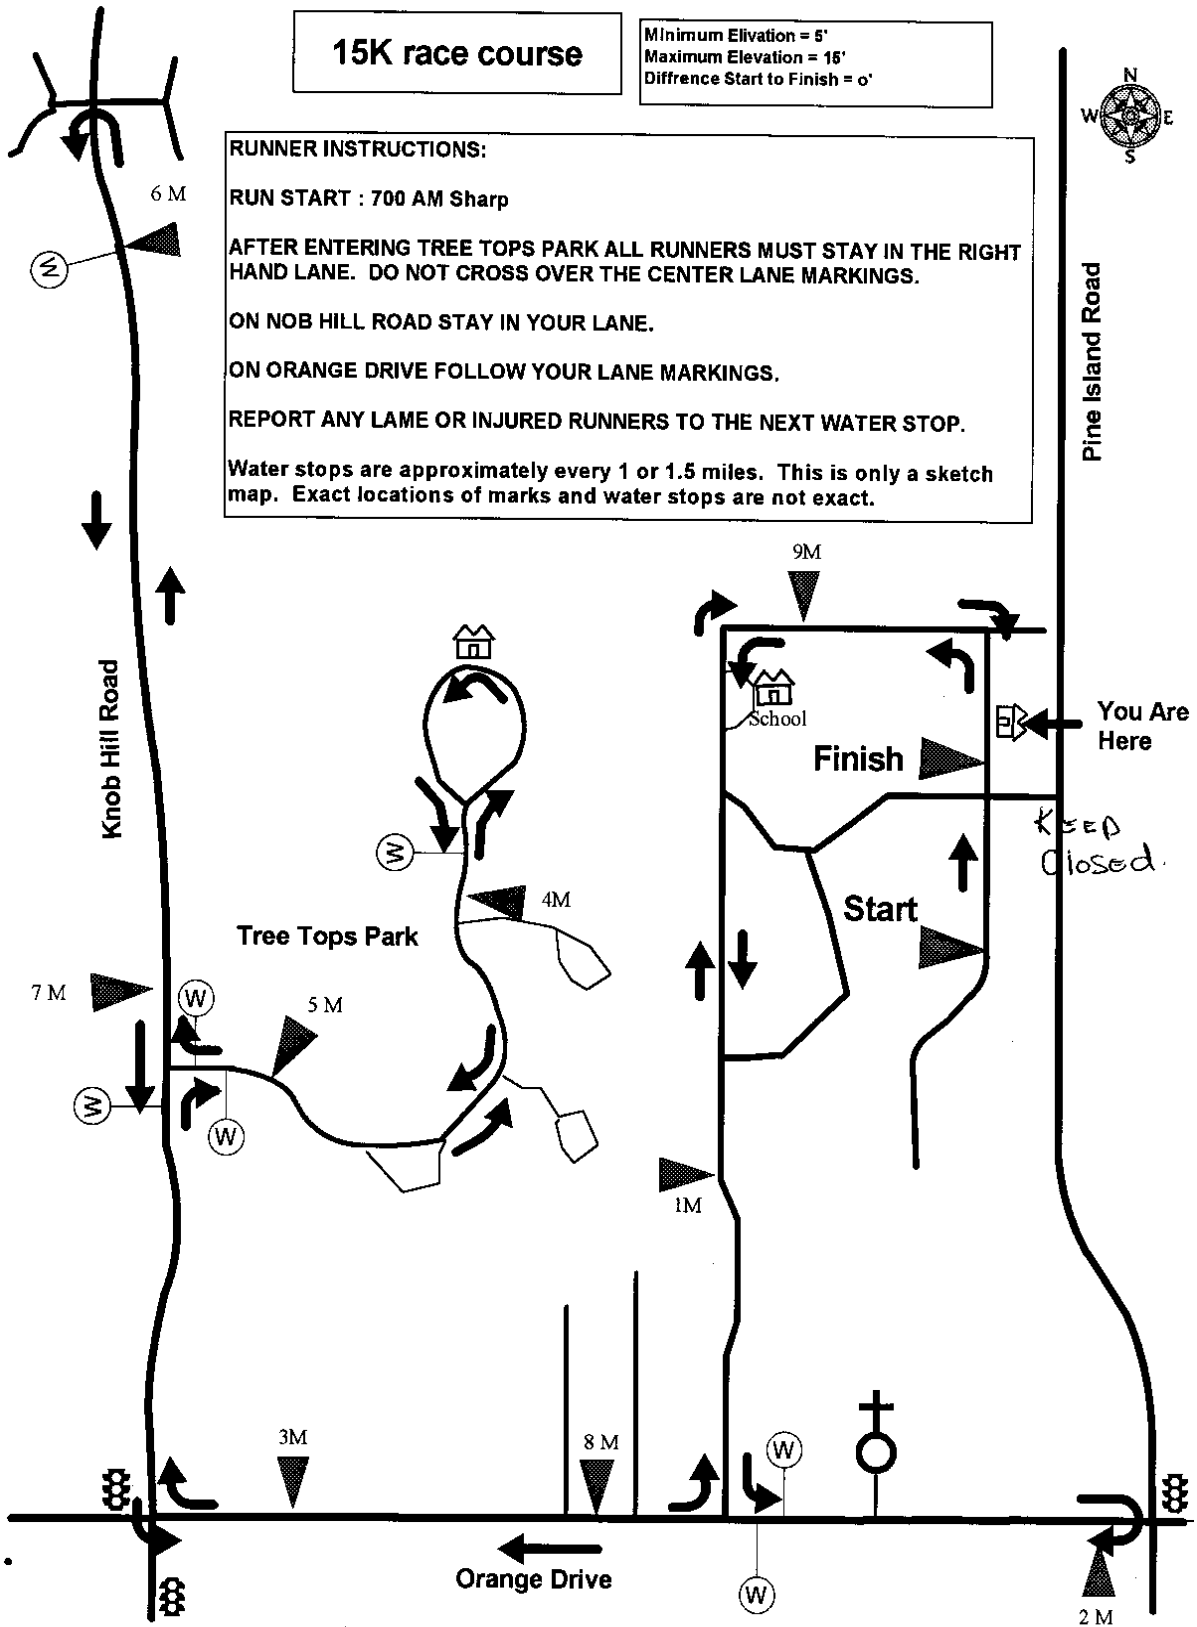 15K race course
Minimum Elivation = 5'
Maximum Elevation = 15'
Diffrence Start to Finish = o'
N
W E
S
RUNNER INSTRUCTIONS:
RUN START : 700 AM Sharp
AFTER ENTERING TREE TOPS PARK ALL RUNNERS MUST STAY IN THE RIGHT
HAND LANE. DO NOT CROSS OVER THE CENTER LANE MARKINGS.
ON NOB HILL ROAD STAY IN YOUR LANE.
ON ORANGE DRIVE FOLLOW YOUR LANE MARKINGS.
REPORT ANY LAME OR INJURED RUNNERS TO THE NEXT WATER STOP.
Water stops are approximately every 1 or 1.5 miles. This is only a sketch
map. Exact locations of marks and water stops are not exact.
6 M
W
Pine Island Road
9M
Knob Hill Road
School
You Are
Here
Finish
KEEP
Closed.
W
4M
Start
Tree Tops Park
7 M
W
5 M
W
W
1M
3M
8 M
W
Orange Drive
W
2 M